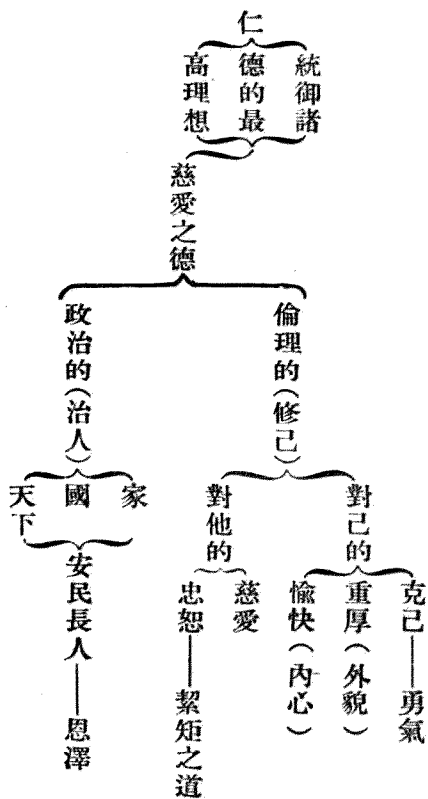 仁
統御諸
德的最
高理想
慈愛之德
倫理的(修己)
對己的
克己——勇氣
重厚(外貌)
愉快(內心)
對他的
慈愛
忠恕——絜矩之道
政治的(治人)
家
國
天下
安民長人——恩澤